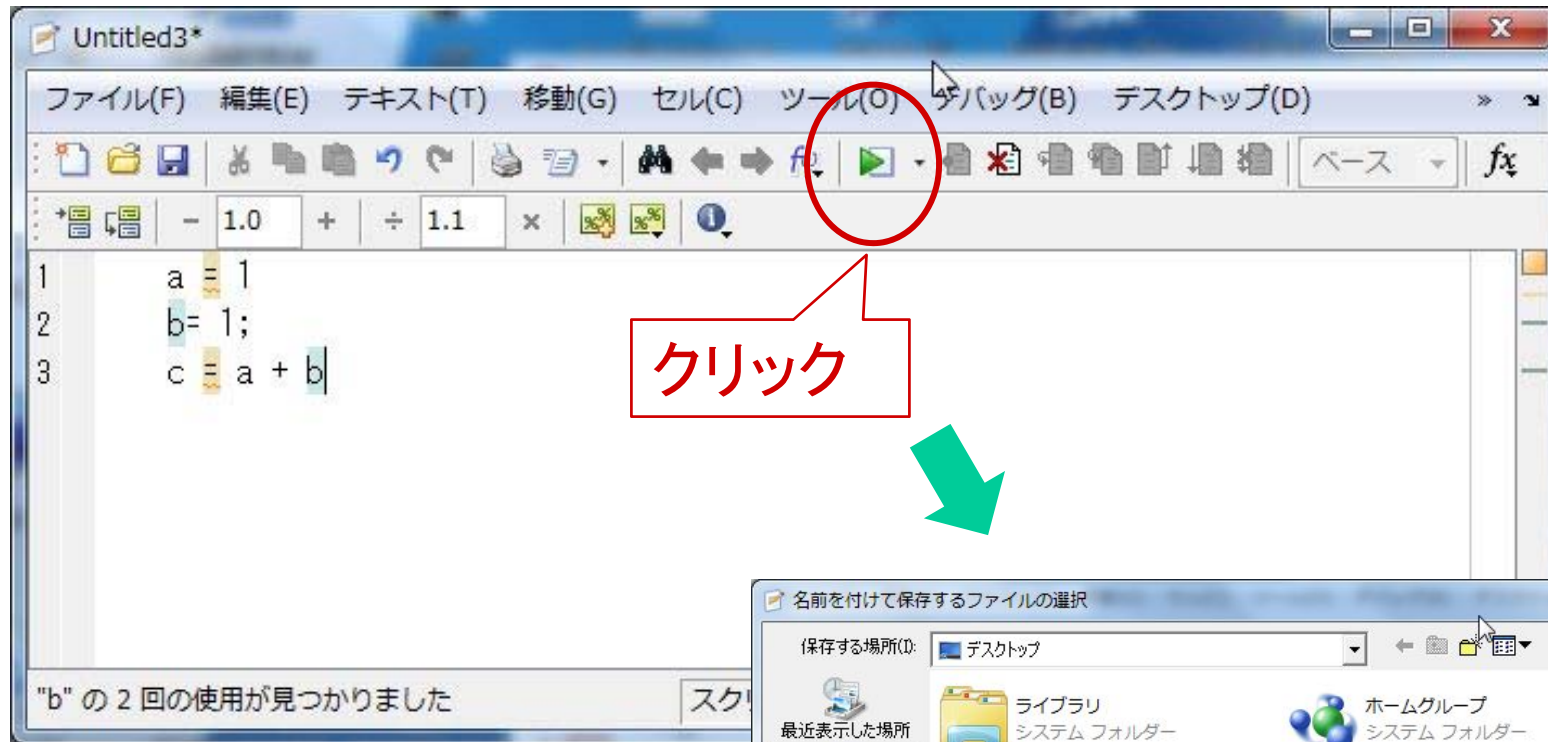 Untitled3*
ファイル(F) 編集(E) テキスト(T) 移動(G) セル(C) ツール(O) デバッグ(B) デスクトップ(D) »
ベース fx
- 1.0 + ÷ 1.1 ×
1 a = 1
2 b= 1;
3 c = a + b
クリック
"b" の 2 回の使用が見つかりました
スクリ
名前を付けて保存するファイルの選択
保存する場所(I):
デスクトップ
最近表示した場所
ライブラリ
システム フォルダー
ホームグループ
システム フォルダー